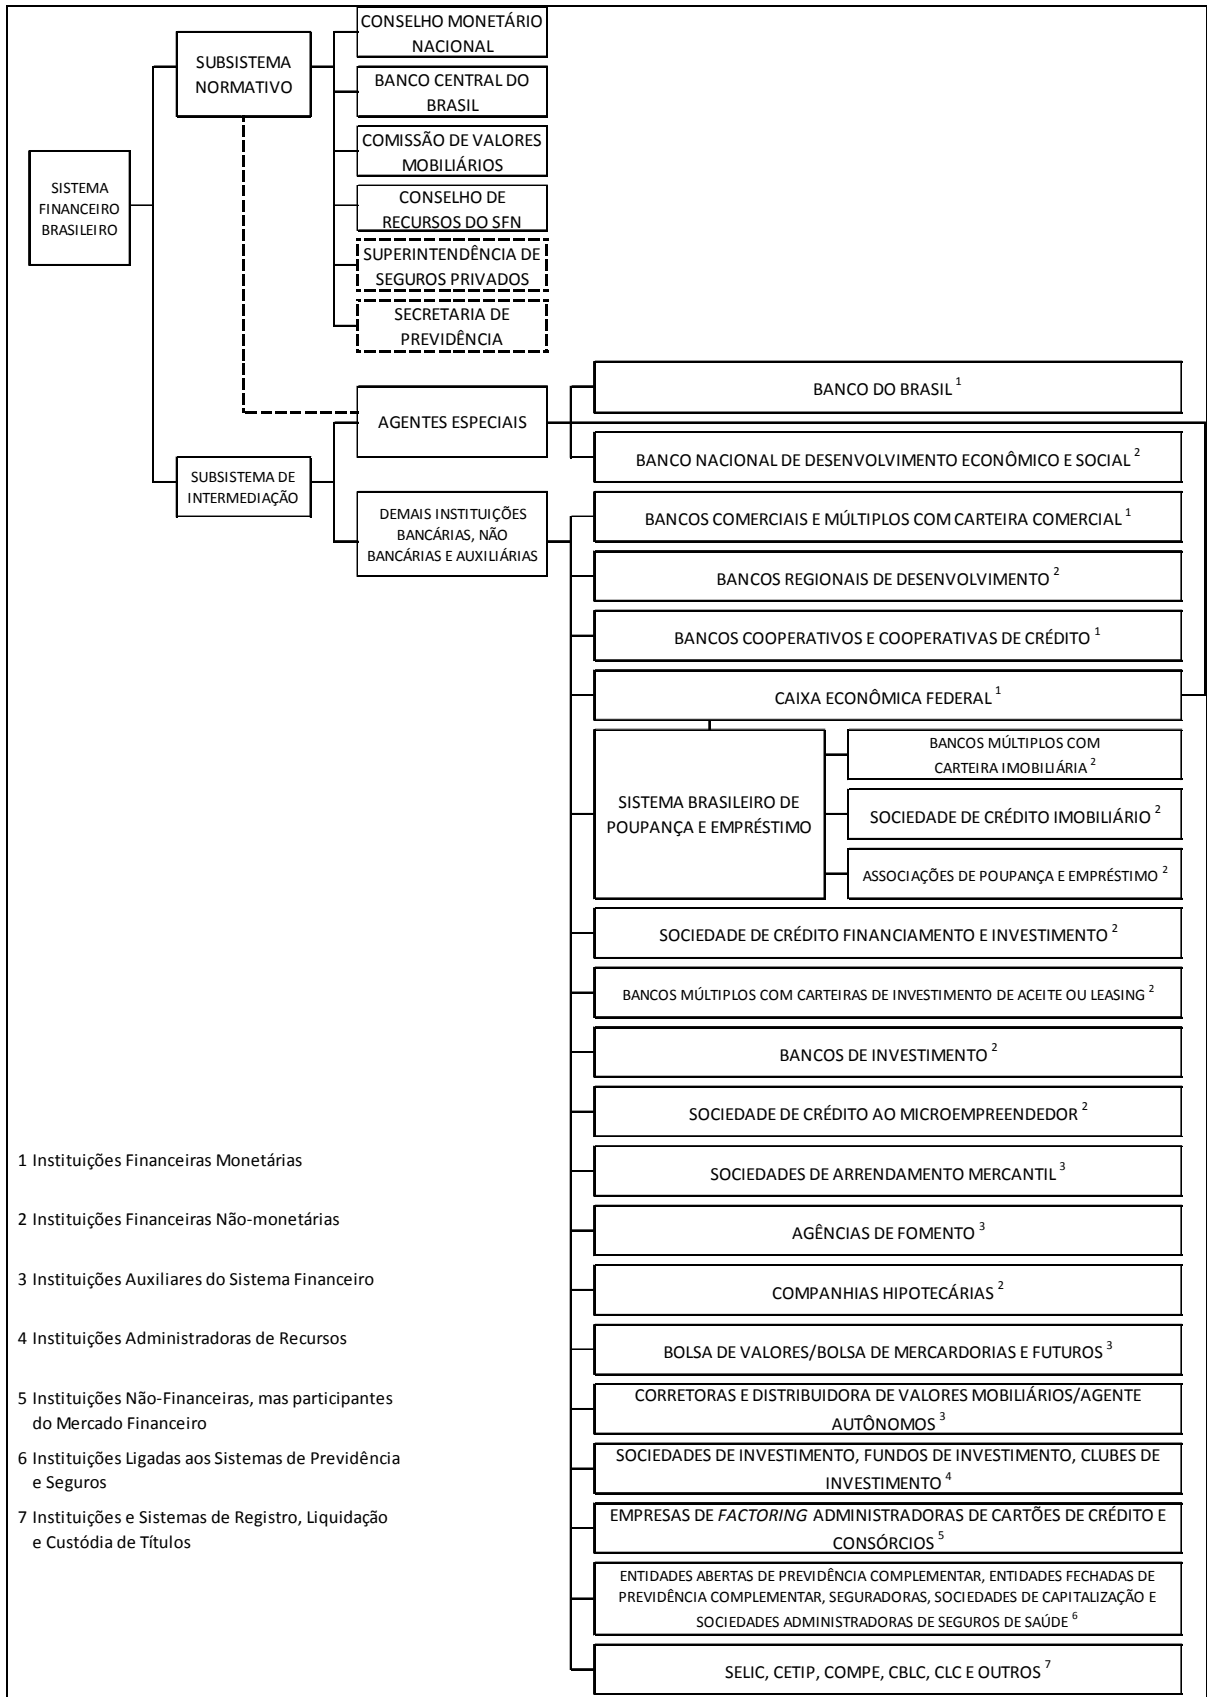 CONSELHO MONETÁRIO
NACIONAL
SUBSISTEMA
NORMATIVO
BANCO CENTRAL DO
BRASIL
COMISSÃO DE VALORES
MOBILIÁRIOS
SISTEMA
FINANCEIRO
BRASILEIRO
CONSELHO DE
RECURSOS DO SFN
SUPERINTENDÊNCIA DE
SEGUROS PRIVADOS
SECRETARIA DE
PREVIDÊNCIA
AGENTES ESPECIAIS
BANCO DO BRASIL 1
BANCO NACIONAL DE DESENVOLVIMENTO ECONÔMICO E SOCIAL 2
SUBSISTEMA DE
INTERMEDIAÇÃO
DEMAIS INSTITUIÇÕES
BANCÁRIAS, NÃO
BANCÁRIAS E AUXILIÁRIAS
BANCOS COMERCIAIS E MÚLTIPLOS COM CARTEIRA COMERCIAL 1
BANCOS REGIONAIS DE DESENVOLVIMENTO 2
BANCOS COOPERATIVOS E COOPERATIVAS DE CRÉDITO 1
CAIXA ECONÔMICA FEDERAL 1
SISTEMA BRASILEIRO DE
POUPANÇA E EMPRÉSTIMO
BANCOS MÚLTIPLOS COM
CARTEIRA IMOBILIÁRIA 2
SOCIEDADE DE CRÉDITO IMOBILIÁRIO 2
ASSOCIAÇÕES DE POUPANÇA E EMPRÉSTIMO 2
SOCIEDADE DE CRÉDITO FINANCIAMENTO E INVESTIMENTO 2
BANCOS MÚLTIPLOS COM CARTEIRAS DE INVESTIMENTO DE ACEITE OU LEASING 2
BANCOS DE INVESTIMENTO 2
SOCIEDADE DE CRÉDITO AO MICROEMPREENDEDOR 2
SOCIEDADES DE ARRENDAMENTO MERCANTIL 3
AGÊNCIAS DE FOMENTO 3
COMPANHIAS HIPOTECÁRIAS 2
BOLSA DE VALORES/BOLSA DE MERCARDORIAS E FUTUROS 3
CORRETORAS E DISTRIBUIDORA DE VALORES MOBILIÁRIOS/AGENTE
AUTÔNOMOS 3
SOCIEDADES DE INVESTIMENTO, FUNDOS DE INVESTIMENTO, CLUBES DE
INVESTIMENTO 4
EMPRESAS DE FACTORING ADMINISTRADORAS DE CARTÕES DE CRÉDITO E
CONSÓRCIOS 5
ENTIDADES ABERTAS DE PREVIDÊNCIA COMPLEMENTAR, ENTIDADES FECHADAS DE
PREVIDÊNCIA COMPLEMENTAR, SEGURADORAS, SOCIEDADES DE CAPITALIZAÇÃO E
SOCIEDADES ADMINISTRADORAS DE SEGUROS DE SAÚDE 6
SELIC, CETIP, COMPE, CBLC, CLC E OUTROS 7
1 Instituições Financeiras Monetárias
2 Instituições Financeiras Não-monetárias
3 Instituições Auxiliares do Sistema Financeiro
4 Instituições Administradoras de Recursos
5 Instituições Não-Financeiras, mas participantes
do Mercado Financeiro
6 Instituições Ligadas aos Sistemas de Previdência
e Seguros
7 Instituições e Sistemas de Registro, Liquidação
e Custódia de Títulos